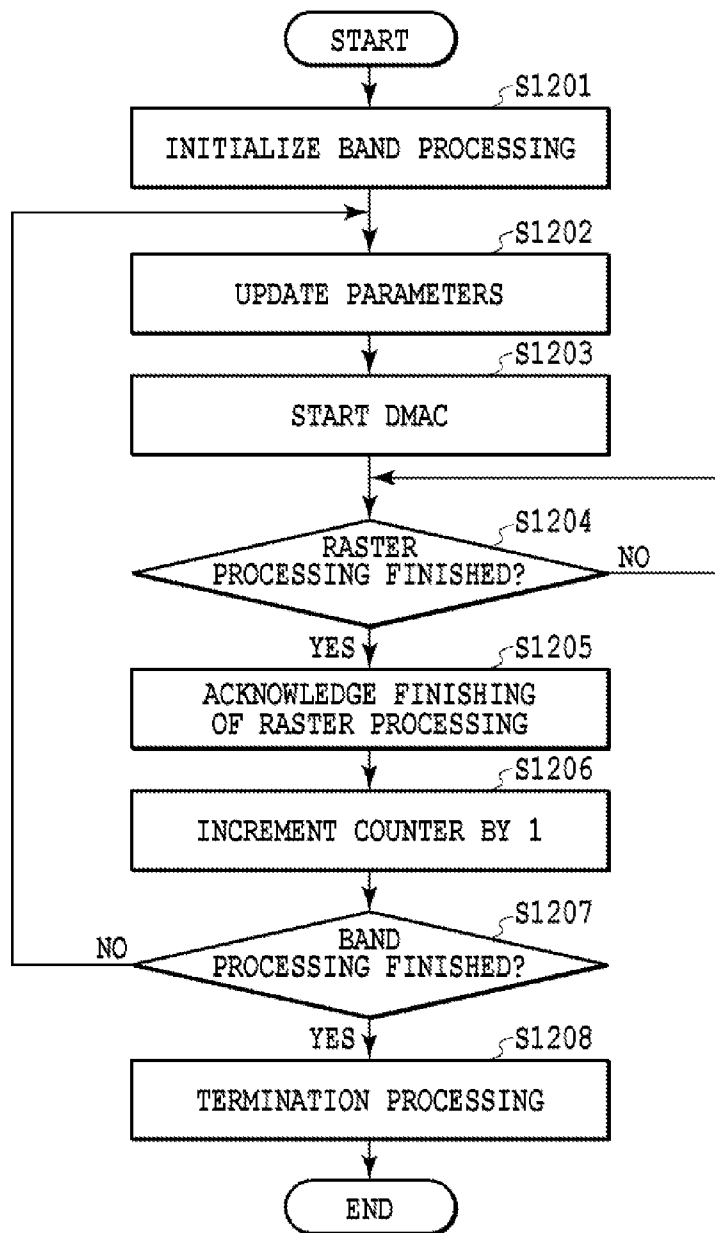 START
S1201
INITIALIZE BAND PROCESSING
S1202
UPDATE PARAMETERS
S1203
START DMAC
S1204
RASTER
PROCESSING FINISHED?
NO
YES
S1205
ACKNOWLEDGE FINISHING
OF RASTER PROCESSING
S1206
INCREMENT COUNTER BY 1
S1207
BAND
PROCESSING FINISHED?
NO
YES
S1208
TERMINATION PROCESSING
END